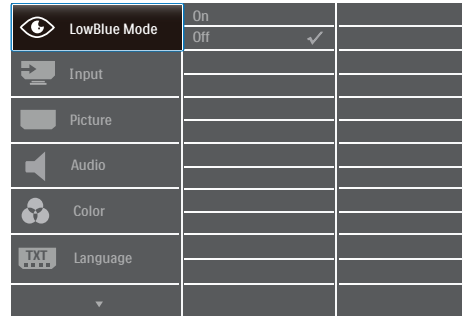 LowBlue Mode
On
Off
Input
Picture
Audio
Color
TXT
Language